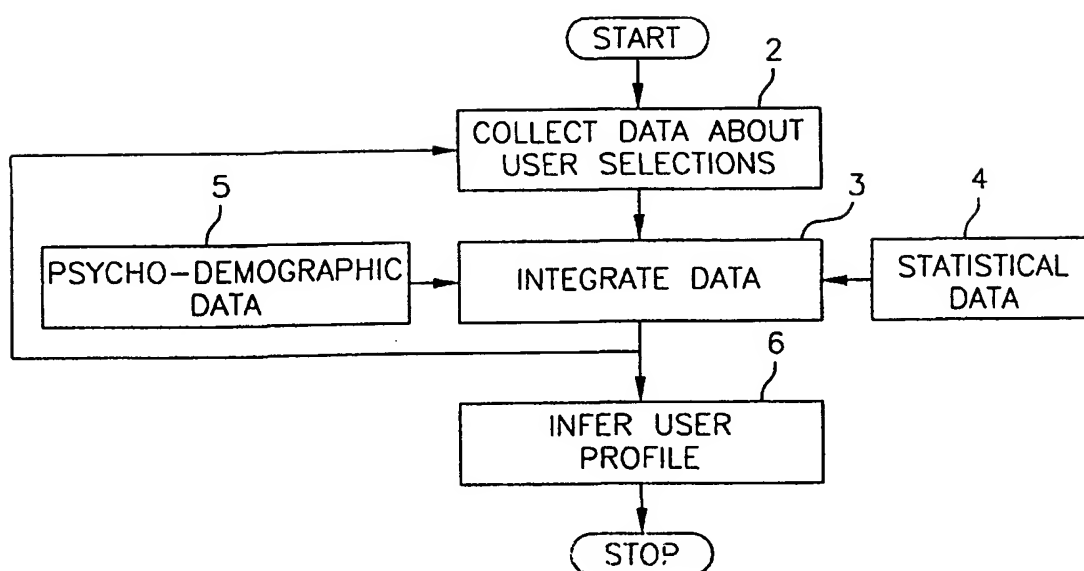 START
2
COLLECT DATA ABOUT
USER SELECTIONS
5
3
4
PSYCHO-DEMOGRAPHIC
DATA
INTEGRATE DATA
STATISTICAL
DATA
6
INFER USER
PROFILE
STOP